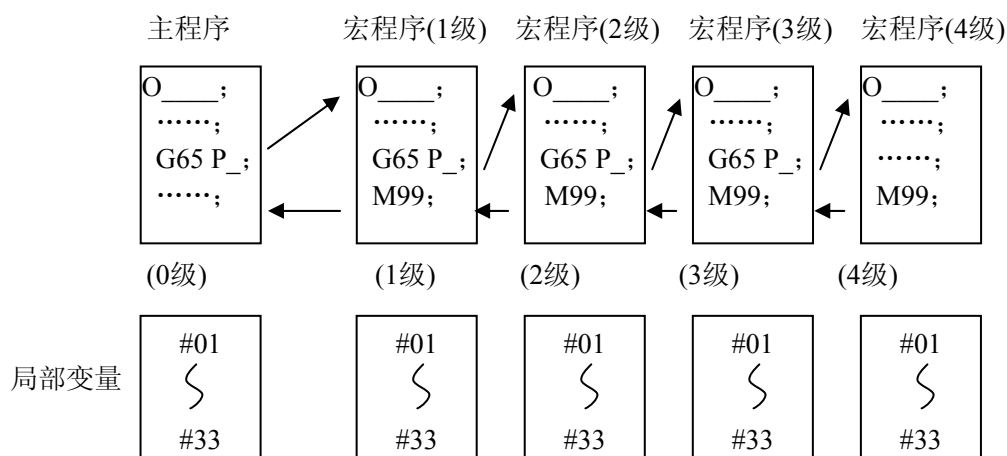 主程序 宏程序(1级) 宏程序(2级) 宏程序(3级) 宏程序(4级)
O____； O____； O____； O____； O____；
……； ……； ……； ……； ……；
G65 P_； G65 P_； G65 P_； G65 P_； ……；
……； M99； M99； M99； M99；
(0级) (1级) (2级) (3级) (4级)
#01 #01 #01 #01 #01
局部变量
#33 #33 #33 #33 #33